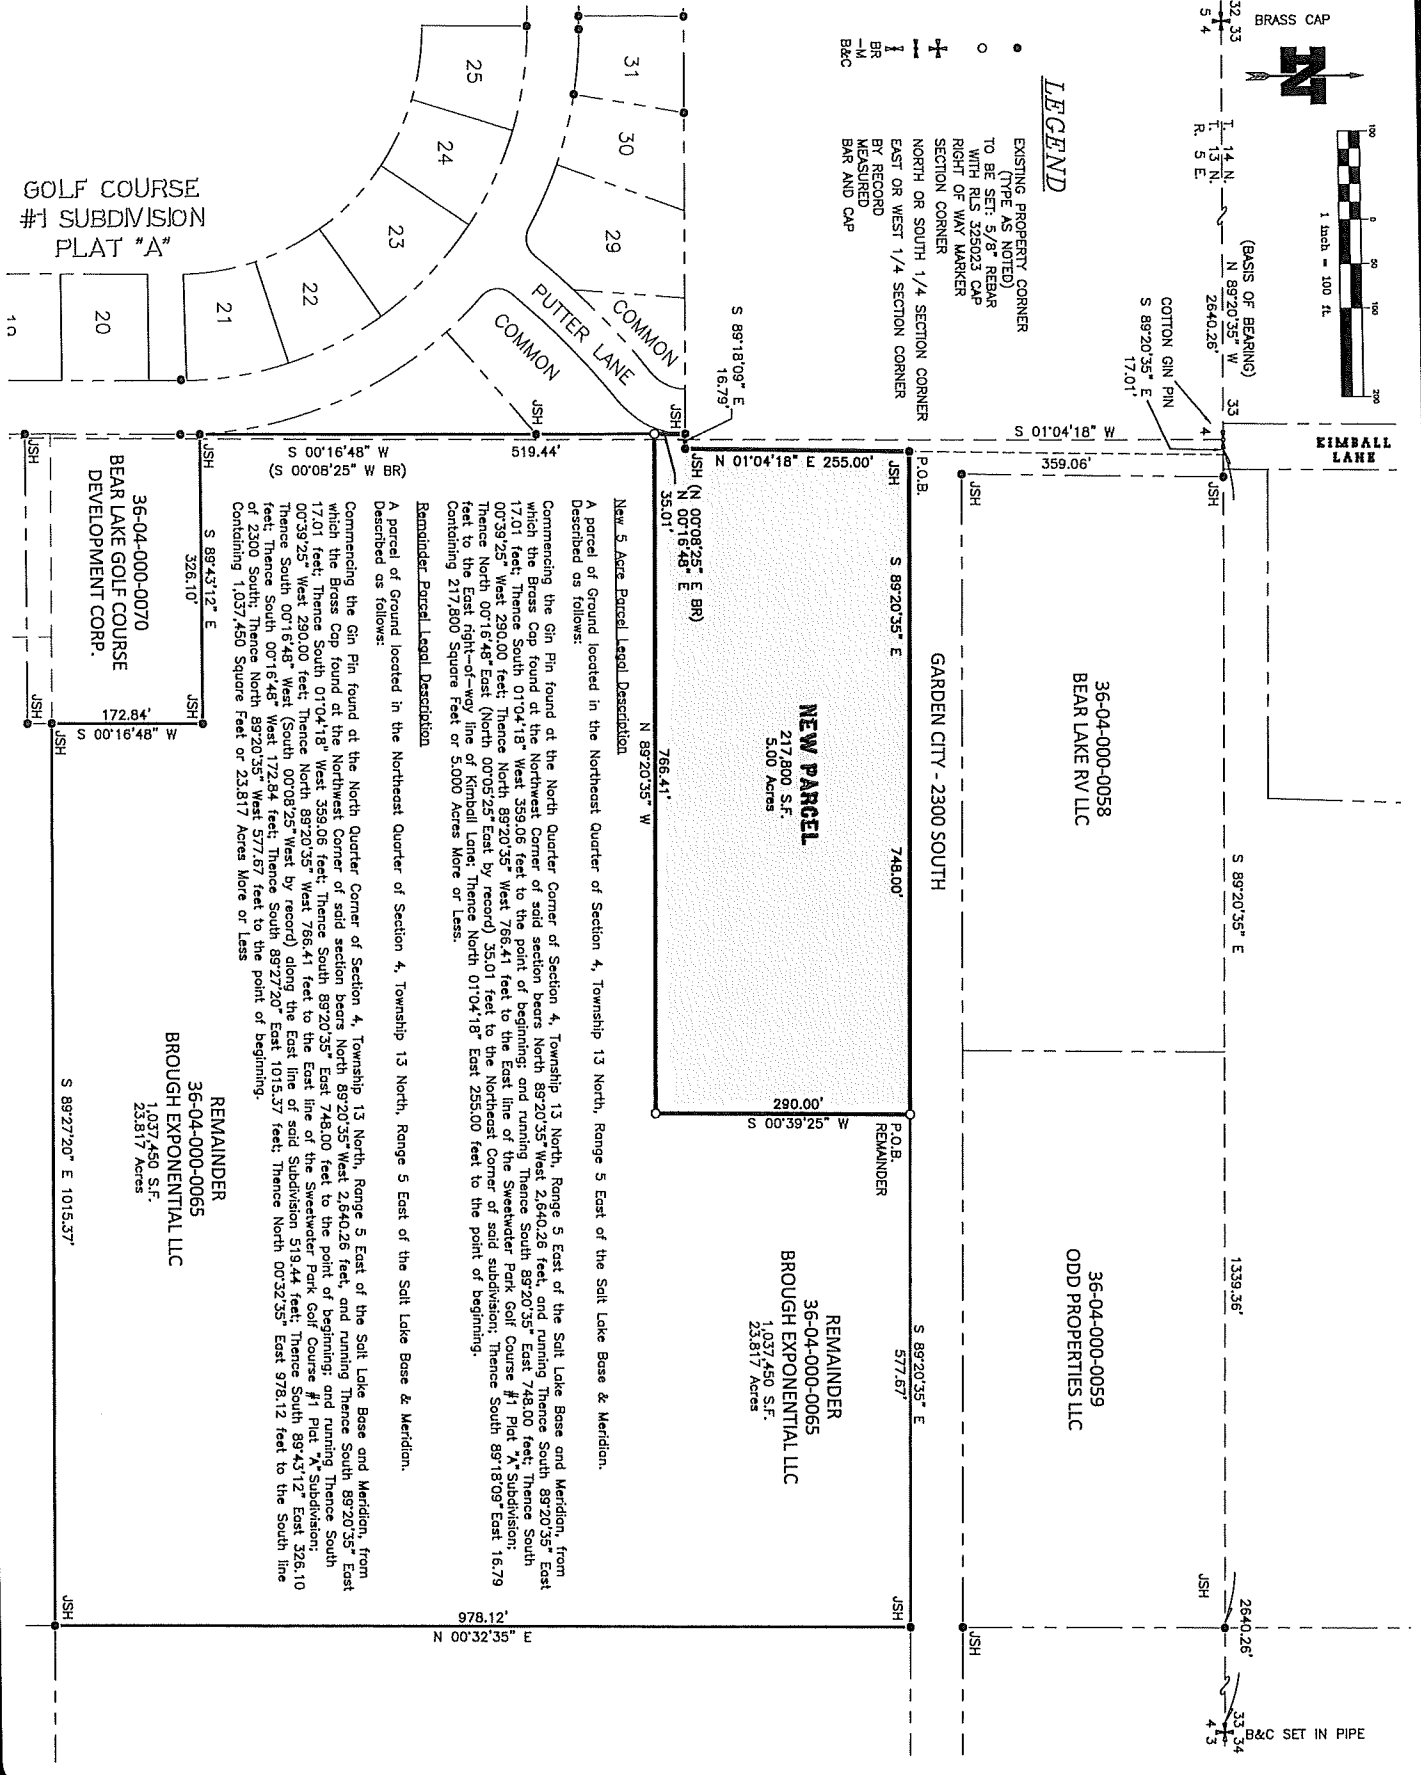 BRASS CAP
32 33
5 4
N
T. 14 N.
T. 13 N.
R. 5 E.
100
0
50
100
200
1 inch = 100 ft.
(BASIS OF BEARING)
N 89°20'35" W
2640.26'
33
4
COTTON GIN PIN
S 89°20'35" E
17.01'
KIMBALL
LANE
JSH
S 89°20'35" E
1339.36'
JSH
2640.26'
33 34
4 3
B&C SET IN PIPE
LEGEND
EXISTING PROPERTY CORNER
(TYPE AS NOTED)
TO BE SET: 5/8" REBAR
WITH RLS 325023 CAP
RIGHT OF WAY MARKER
SECTION CORNER
NORTH OR SOUTH 1/4 SECTION CORNER
EAST OR WEST 1/4 SECTION CORNER
BR
BY RECORD
-M
MEASURED
B&C
BAR AND CAP
S 01°04'18" W
359.06'
36-04-000-0058
BEAR LAKE RV LLC
36-04-000-0059
ODD PROPERTIES LLC
JSH
JSH
GARDEN CITY - 2300 SOUTH
P.O.B.
JSH
S 89°20'35" E
748.00'
S 89°20'35" E
577.67'
JSH
S 89°18'09" E
16.79'
N 01°04'18" E 255.00'
NEW PARCEL
217,800 S.F.
5.00 Acres
290.00'
S 00°39'25" W
P.O.B.
REMAINDER
REMAINDER
36-04-000-0065
BROUGH EXPONENTIAL LLC
1,037,450 S.F.
23.817 Acres
JSH
JSH
(N 00°08'25" E BR)
N 00°16'48" E
35.01'
766.41'
N 89°20'35" W
31
30
29
COMMON
PUTTER LANE
COMMON
25
24
23
22
21
20
GOLF COURSE
#1 SUBDIVISION
PLAT "A"
JSH
519.44'
S 00°16'48" W
(S 00°08'25" W BR)
New 5 Acre Parcel Legal Description
A parcel of Ground located in the Northeast Quarter of Section 4, Township 13 North, Range 5 East of the Salt Lake Base & Meridian.
Described as follows:
Commencing the Gin Pin found at the North Quarter Corner of Section 4, Township 13 North, Range 5 East of the Salt Lake Base and Meridian, from
which the Brass Cap found at the Northwest Corner of said section bears North 89°20'35" West 2,640.26 feet, and running Thence South 89°20'35" East
17.01 feet; Thence South 01°04'18" West 359.06 feet to the point of beginning; and running Thence South 89°20'35" East 748.00 feet; Thence South
00°39'25" West 290.00 feet; Thence North 89°20'35" West 766.41 feet to the East line of the Sweetwater Park Golf Course #1 Plat "A" Subdivision;
Thence North 00°16'48" East (North 00°05'25" East by record) 35.01 feet to the Northeast Corner of said subdivision; Thence South 89°18'09" East 16.79
feet to the East right-of-way line of Kimball Lane; Thence North 01°04'18" East 255.00 feet to the point of beginning.
Containing 217,800 Square Feet or 5.000 Acres More or Less.
Remainder Parcel Legal Description
A parcel of Ground located in the Northeast Quarter of Section 4, Township 13 North, Range 5 East of the Salt Lake Base & Meridian.
Described as follows:
Commencing the Gin Pin found at the North Quarter Corner of Section 4, Township 13 North, Range 5 East of the Salt Lake Base and Meridian, from
which the Brass Cap found at the Northwest Corner of said section bears North 89°20'35" West 2,640.26 feet, and running Thence South 89°20'35" East
17.01 feet; Thence South 01°04'18" West 359.06 feet; Thence South 89°20'35" East 748.00 feet to the point of beginning; and running Thence South
00°39'25" West 290.00 feet; Thence North 89°20'35" West 766.41 feet to the East line of the Sweetwater Park Golf Course #1 Plat "A" Subdivision;
Thence South 00°16'48" West (South 00°08'25" West by record) along the East line of said Subdivision 519.44 feet; Thence South 89°43'12" East 326.10
feet; Thence South 00°16'48" West 172.84 feet; Thence South 89°27'20" East 1015.37 feet; Thence North 00°32'35" East 978.12 feet to the South line
of 2300 South; Thence North 89°20'35" West 577.67 feet to the point of beginning.
Containing 1,037,450 Square Feet or 23.817 Acres More or Less
JSH
S 89°43'12" E
326.10'
JSH
36-04-000-0070
BEAR LAKE GOLF COURSE
DEVELOPMENT CORP.
172.84'
S 00°16'48" W
JSH
JSH
JSH
REMAINDER
36-04-000-0065
BROUGH EXPONENTIAL LLC
1,037,450 S.F.
23.817 Acres
S 89°27'20" E 1015.37'
978.12'
N 00°32'35" E
JSH